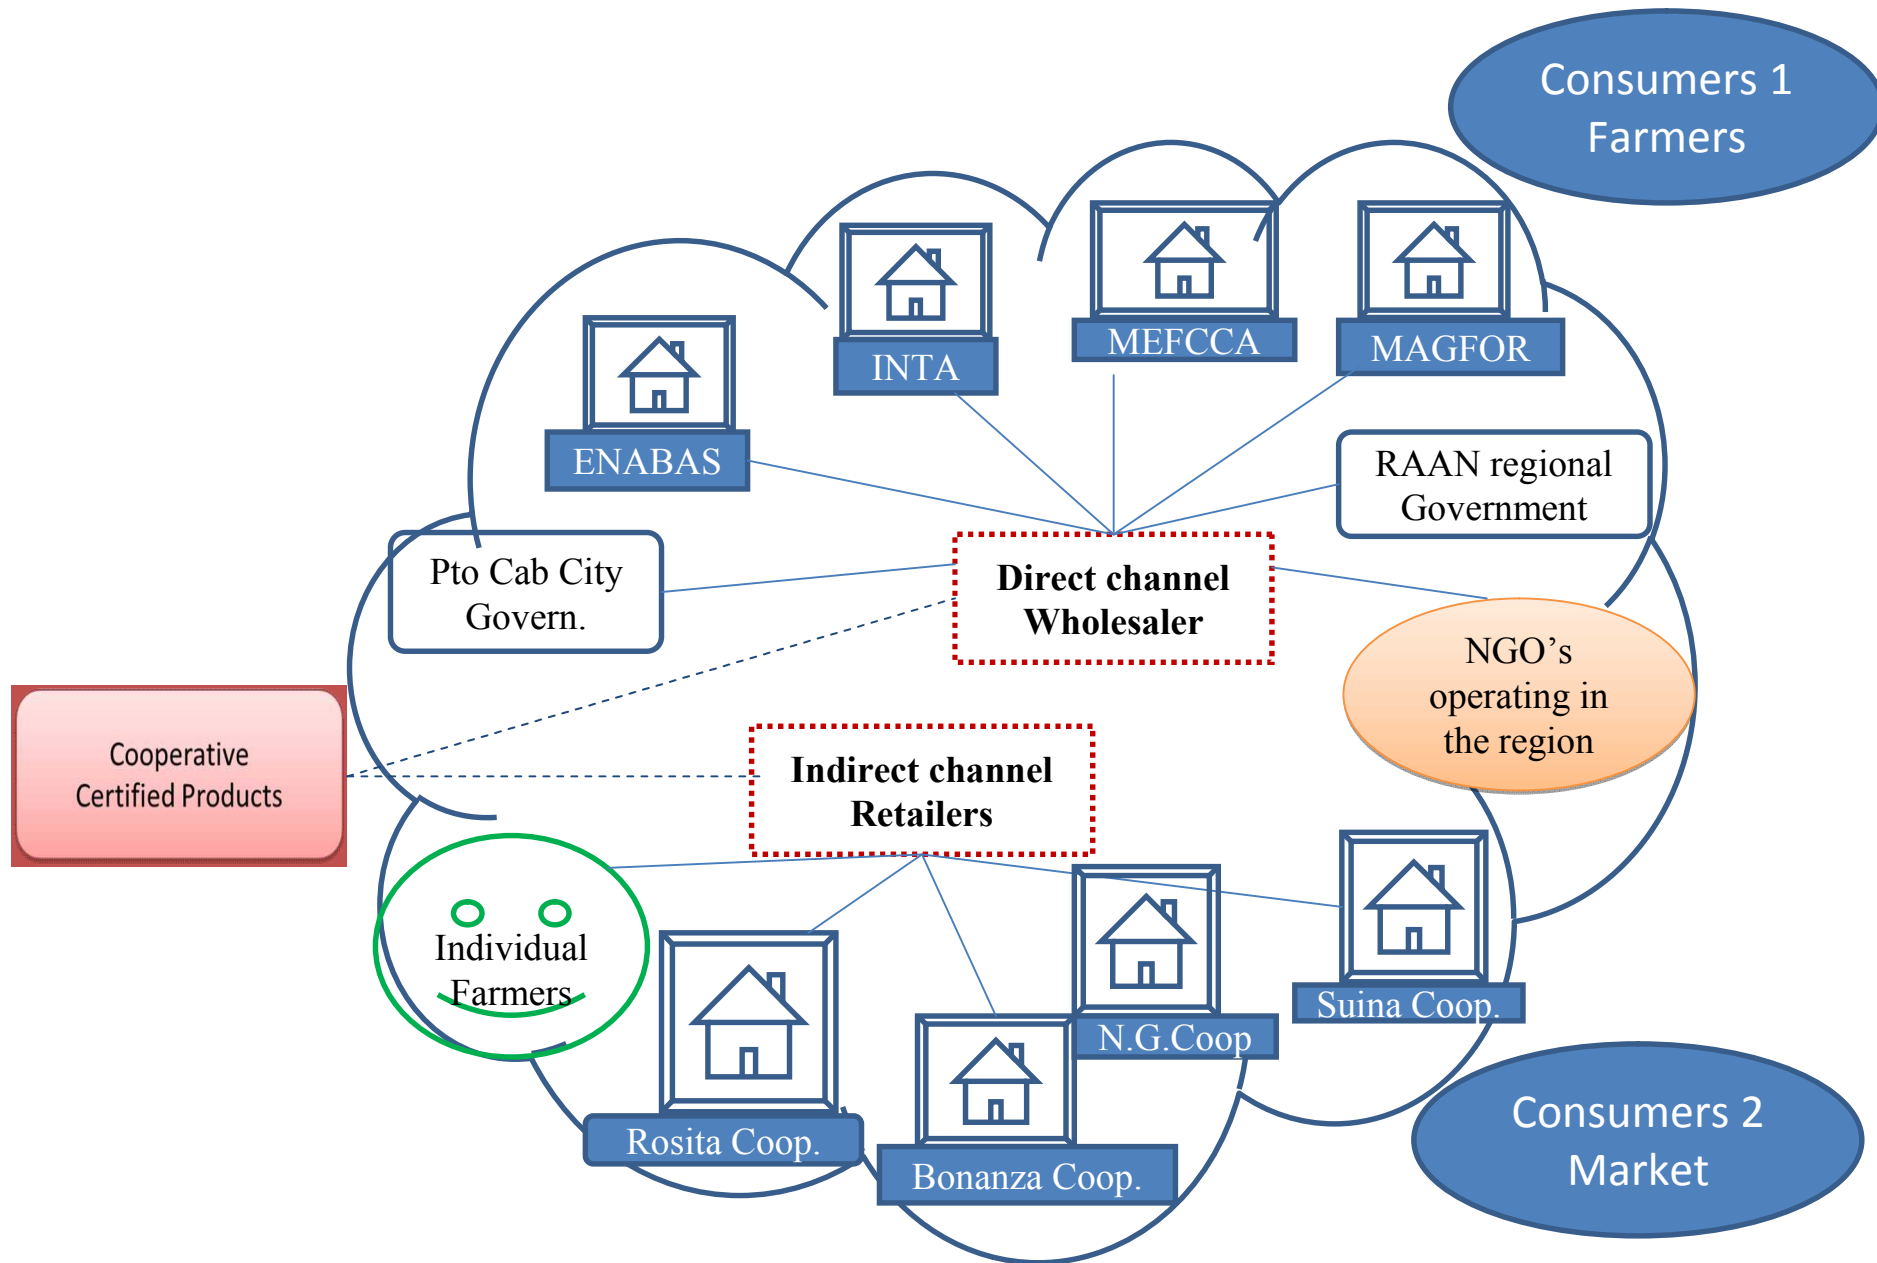 Consumers 1
Farmers
MEFCCA
MAGFOR
INTA
ENABAS
RAAN regional
Government
Pto Cab City
Govern.
Direct channel
Wholesaler
NGO’s
operating in
the region
Cooperative
Certified Products
Indirect channel
Retailers
Individual
Farmers
Suina Coop.
N.G.Coop
Rosita Coop.
Bonanza Coop.
Consumers 2
Market